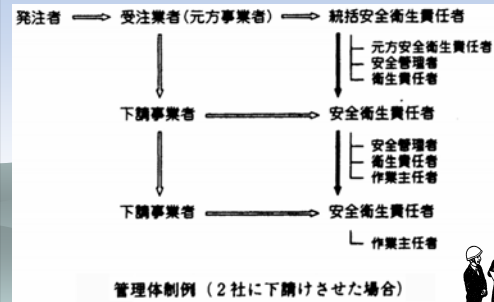 発注者 受注業者(元方事業者) 統括安全衛生責任者
元方安全衛生責任者
安全管理者
衛生責任者
下請事業者 安全衛生責任者
安全管理者
衛生責任者
作業主任者
下請事業者 安全衛生責任者
作業主任者
管理体制例(2社に下請けさせた場合)